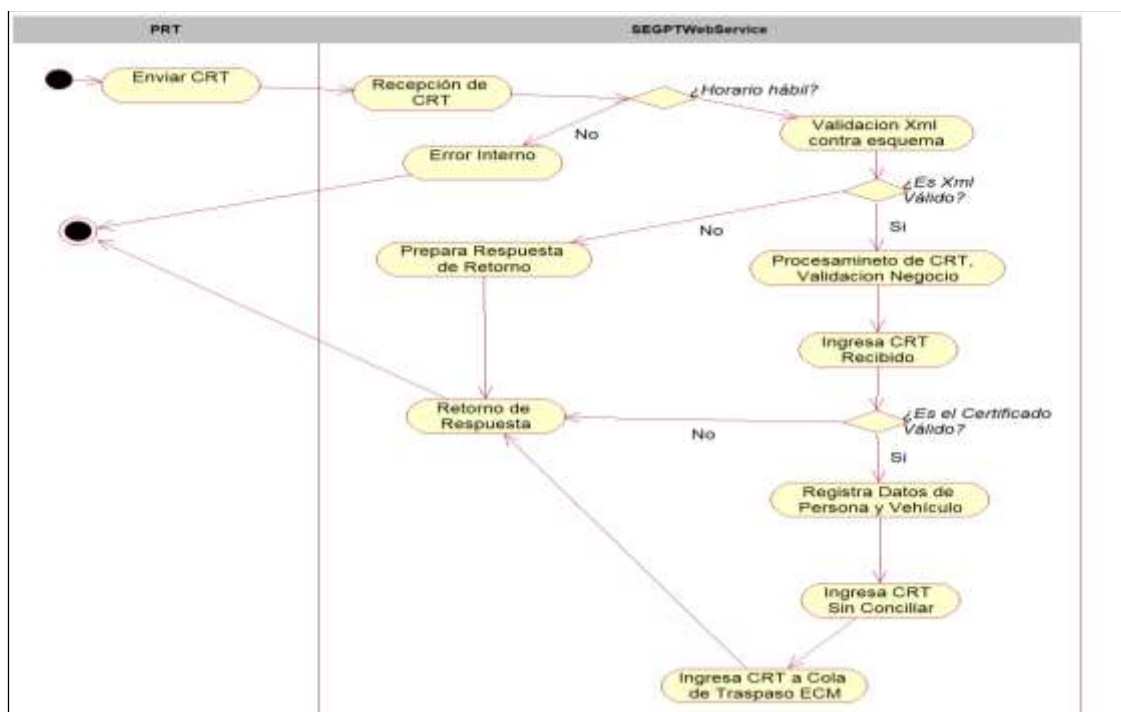 PRT
SEGPTWebService
Enviar CRT
Recepción de
CRT
¿Horario hábil?
No
Validacion Xml
contra esquema
Error Interno
¿Es Xml
Válido?
No
Si
Prepara Respuesta
de Retorno
Procesamineto de CRT,
Validacion Negocio
Ingresa CRT
Recibido
Retorno de
Respuesta
¿Es el Certificado
Válido?
No
Si
Registra Datos de
Persona y Vehículo
Ingresa CRT
Sin Conciliar
Ingresa CRT a Cola
de Traspaso ECM